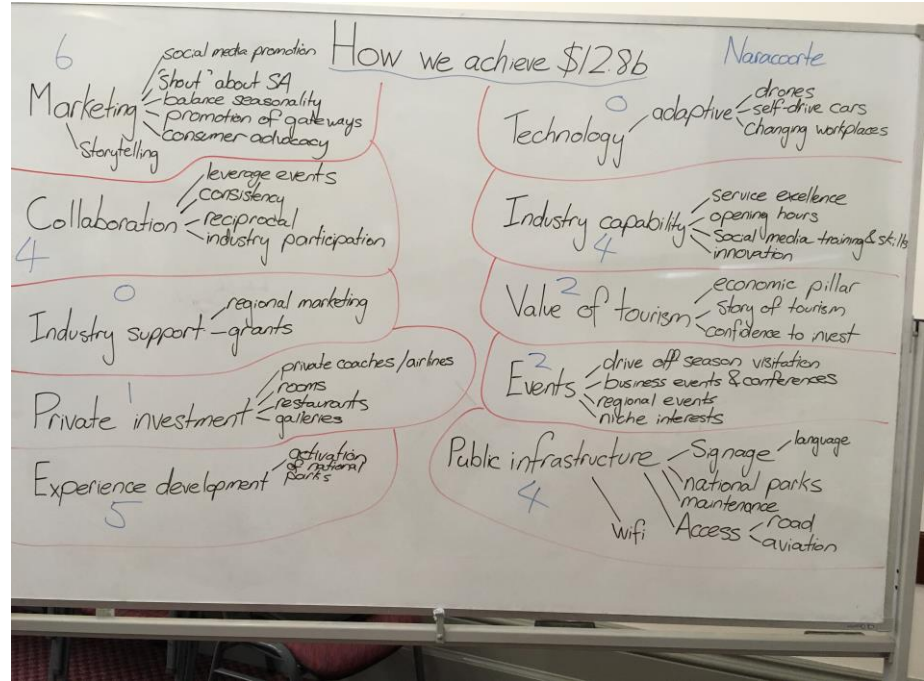 How we achieve $12.8b
Naracoorte
6
Marketing
social media promotion
"shout" about SA
balance seasonality
promotion of gateways
consumer advocacy
Storytelling
Collaboration
4
leverage events
consistency
reciprocal
industry participation
0
Industry support
regional marketing
grants
1
Private investment
private coaches/airlines
rooms
restaurants
galleries
Experience development
5
activation
of national
parks
0
Technology
adaptive
drones
self-drive cars
changing workplaces
Industry capability
4
service excellence
opening hours
social media training & skills
innovation
2
Value of tourism
economic pillar
story of tourism
confidence to invest
2
Events
drive off season visitation
business events & conferences
regional events
niche interests
Public infrastructure
4
Signage
language
national parks
maintenance
Access
road
aviation
wifi